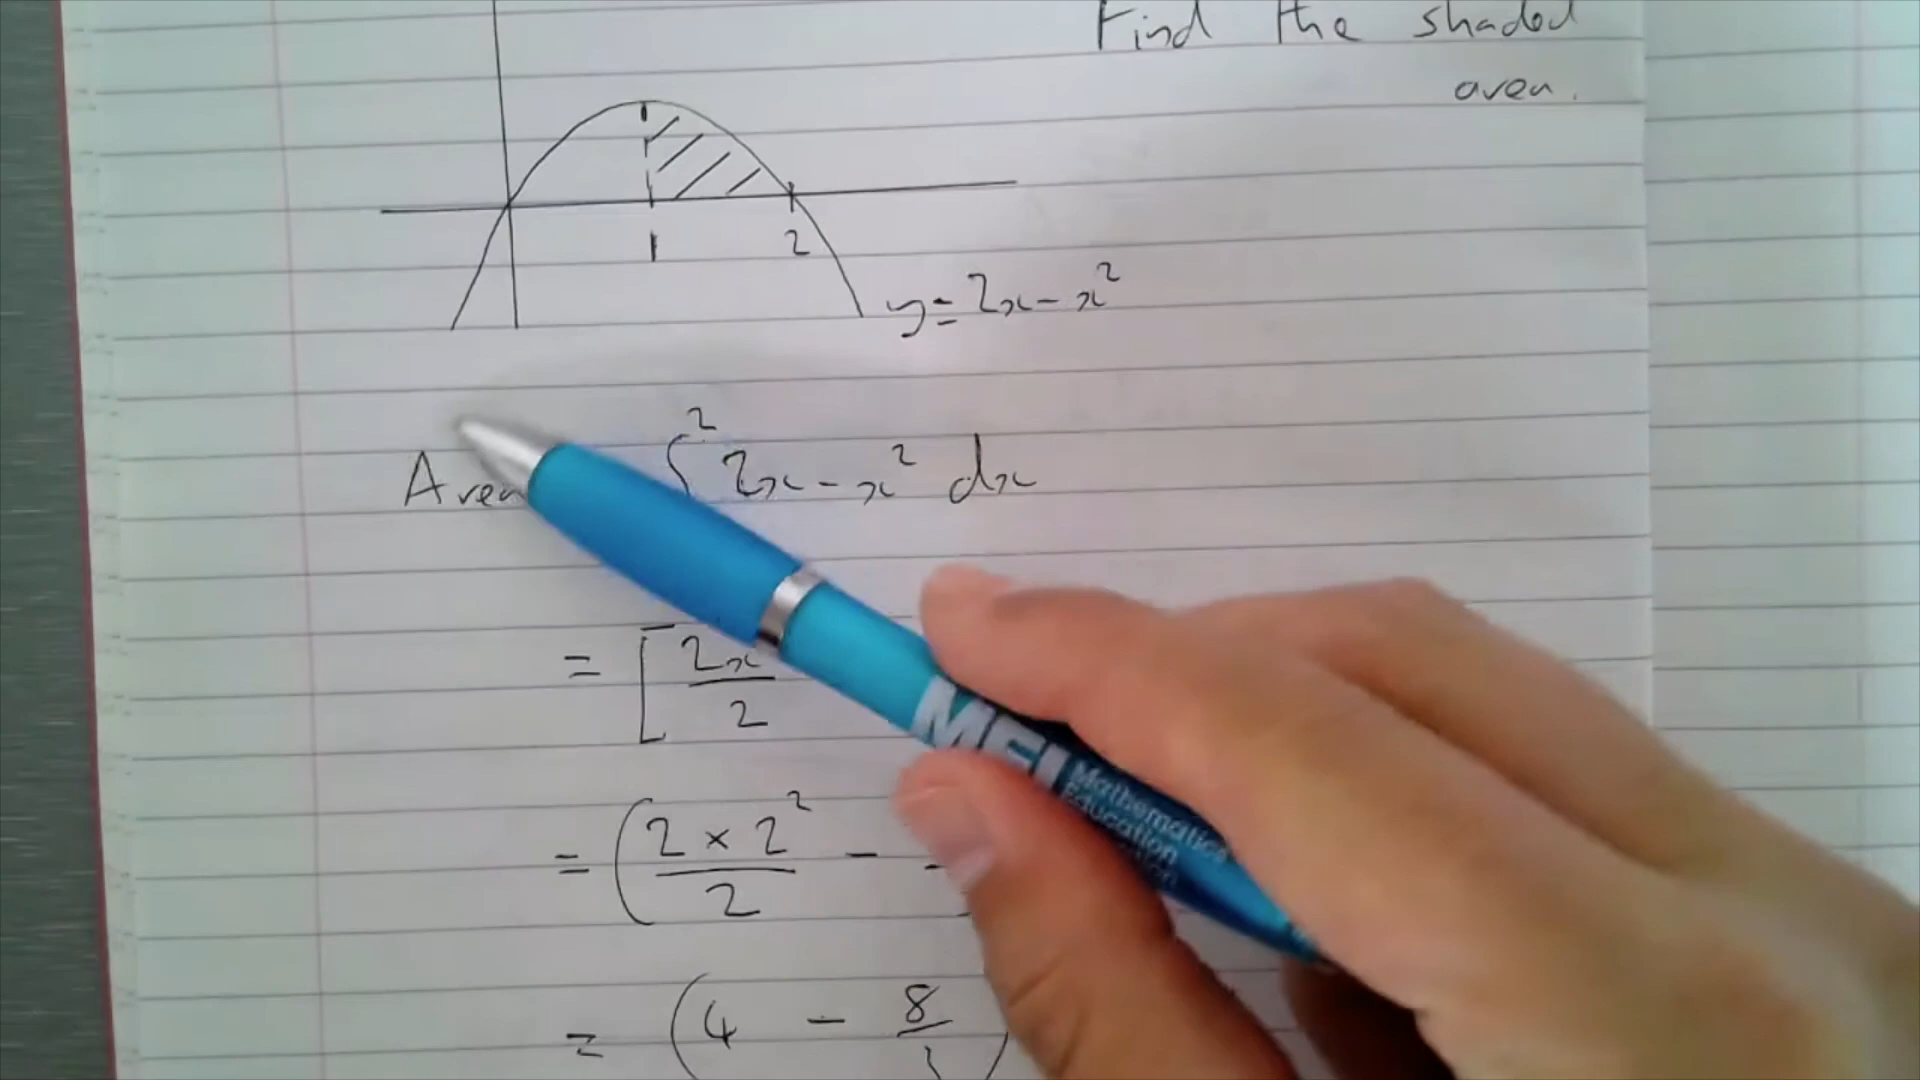 Find the shaded
area.
1 2
y = 2x - x²
Area ∫² 2x - x² dx
= [ 2x / 2
= ( 2 × 2² / 2 -
= ( 4 - 8 / )
MEI
Mathematics
Education